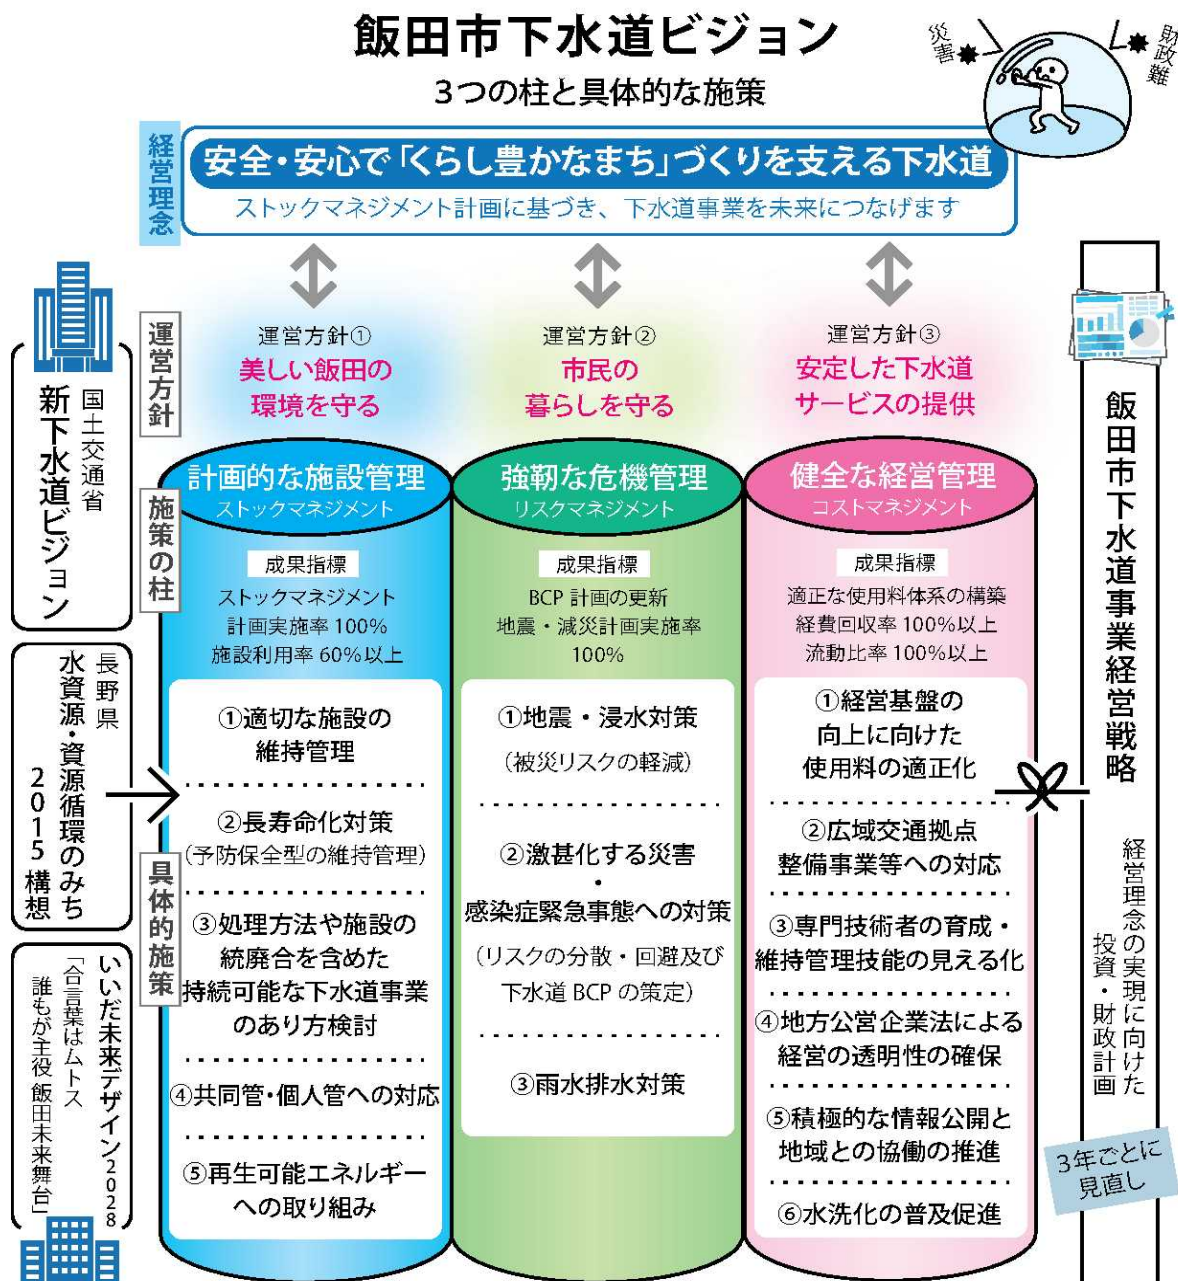 飯田市下水道ビジョン
3つの柱と具体的な施策
災害
財政難
経営理念
安全・安心で「くらし豊かなまち」づくりを支える下水道
ストックマネジメント計画に基づき、下水道事業を未来につなげます
運営方針
運営方針①
美しい飯田の
環境を守る
運営方針②
市民の
暮らしを守る
運営方針③
安定した下水道
サービスの提供
国土交通省
新下水道ビジョン
長野県
水資源・資源循環のみち
2015構想
いいだ未来デザイン2028
「合言葉はムトス
誰もが主役 飯田未来舞台」
施策の柱
計画的な施設管理
ストックマネジメント
成果指標
ストックマネジメント
計画実施率 100%
施設利用率 60%以上
強靭な危機管理
リスクマネジメント
成果指標
BCP 計画の更新
地震・減災計画実施率
100%
健全な経営管理
コストマネジメント
成果指標
適正な使用料体系の構築
経費回収率 100%以上
流動比率 100%以上
具体的施策
①適切な施設の
維持管理
②長寿命化対策
(予防保全型の維持管理)
③処理方法や施設の
統廃合を含めた
持続可能な下水道事業
のあり方検討
④共同管・個人管への対応
⑤再生可能エネルギー
への取り組み
①地震・浸水対策
(被災リスクの軽減)
②激甚化する災害
・
感染症緊急事態への対策
(リスクの分散・回避及び
下水道 BCP の策定)
③雨水排水対策
①経営基盤の
向上に向けた
使用料の適正化
②広域交通拠点
整備事業等への対応
③専門技術者の育成・
維持管理技能の見える化
④地方公営企業法による
経営の透明性の確保
⑤積極的な情報公開と
地域との協働の推進
⑥水洗化の普及促進
飯田市下水道事業経営戦略
経営理念の実現に向けた
投資・財政計画
3年ごとに
見直し